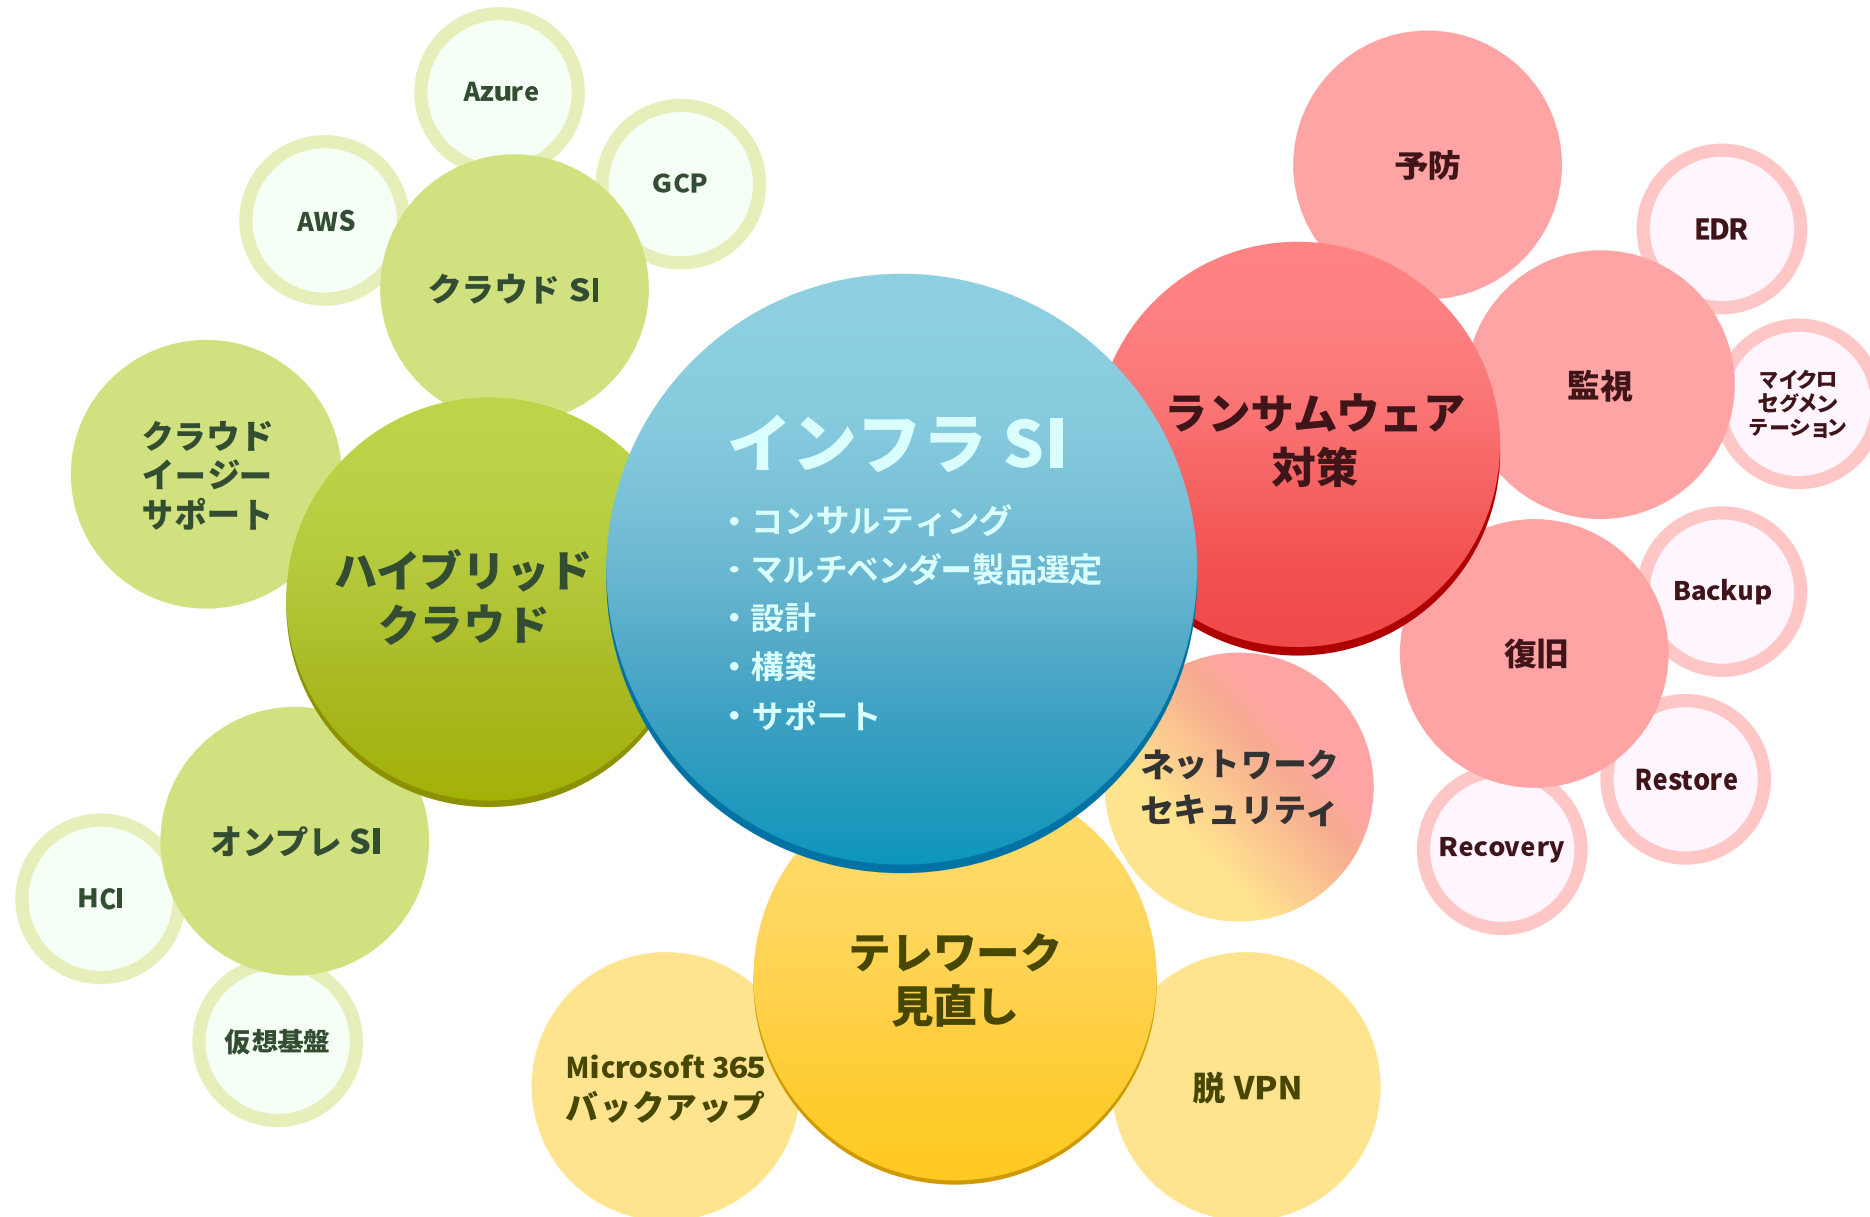 Azure
GCP
AWS
クラウド SI
クラウド
イージー
サポート
ハイブリッド
クラウド
オンプレ SI
HCI
仮想基盤
インフラ SI
・コンサルティング
・マルチベンダー製品選定
・設計
・構築
・サポート
予防
EDR
ランサムウェア
対策
監視
マイクロ
セグメン
テーション
Backup
復旧
Restore
Recovery
ネットワーク
セキュリティ
テレワーク
見直し
Microsoft 365
バックアップ
脱 VPN